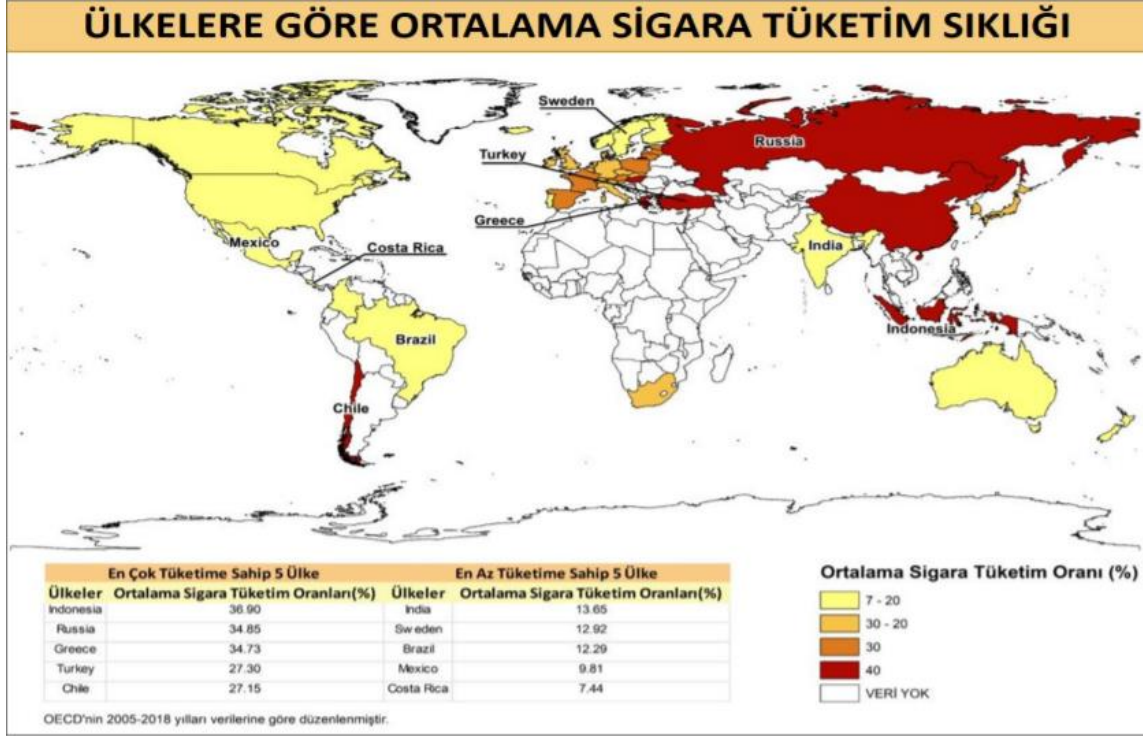 ÜLKELERE GÖRE ORTALAMA SİGARA TÜKETİM SIKLIĞI
Sweden
Russia
Turkey
Greece
Mexico
Costa Rica
India
Brazil
Indonesia
Chile
En Çok Tüketime Sahip 5 Ülke En Az Tüketime Sahip 5 Ülke
Ülkeler Ortalama Sigara Tüketim Oranları(%) Ülkeler Ortalama Sigara Tüketim Oranları(%)
Indonesia 36.90 India 13.65
Russia 34.85 Sweden 12.92
Greece 34.73 Brazil 12.29
Turkey 27.30 Mexico 9.81
Chile 27.15 Costa Rica 7.44
OECD'nin 2005-2018 yılları verilerine göre düzenlenmiştir.
Ortalama Sigara Tüketim Oranı (%)
7 - 20
30 - 20
30
40
VERİ YOK